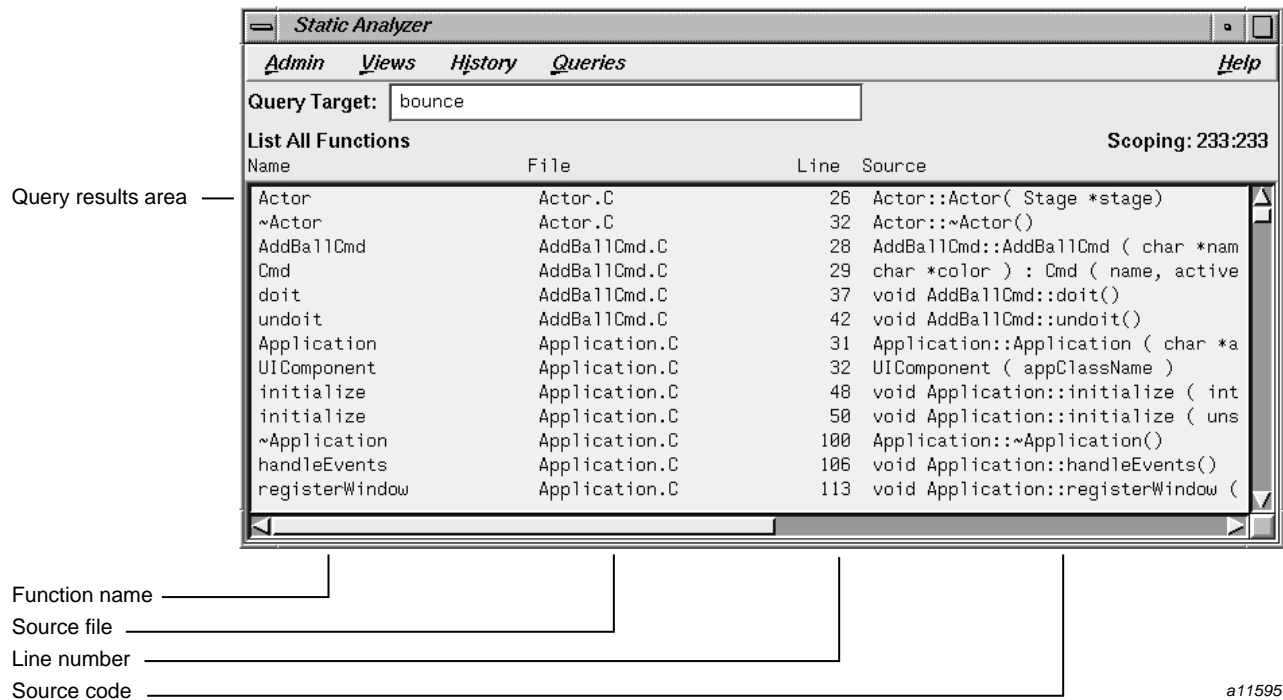 Static Analyzer
Admin Views History Queries Help
Query Target: bounce
List All Functions Scoping: 233:233
Name File Line Source
Query results area
Actor Actor.C 26 Actor::Actor( Stage *stage)
~Actor Actor.C 32 Actor::~Actor()
AddBallCmd AddBallCmd.C 28 AddBallCmd::AddBallCmd ( char *nam
Cmd AddBallCmd.C 29 char *color ) : Cmd ( name, active
doit AddBallCmd.C 37 void AddBallCmd::doit()
undoit AddBallCmd.C 42 void AddBallCmd::undoit()
Application Application.C 31 Application::Application ( char *a
UIComponent Application.C 32 UIComponent ( appClassName )
initialize Application.C 48 void Application::initialize ( int
initialize Application.C 50 void Application::initialize ( uns
~Application Application.C 100 Application::~Application()
handleEvents Application.C 106 void Application::handleEvents()
registerWindow Application.C 113 void Application::registerWindow (
Function name
Source file
Line number
Source code
a11595